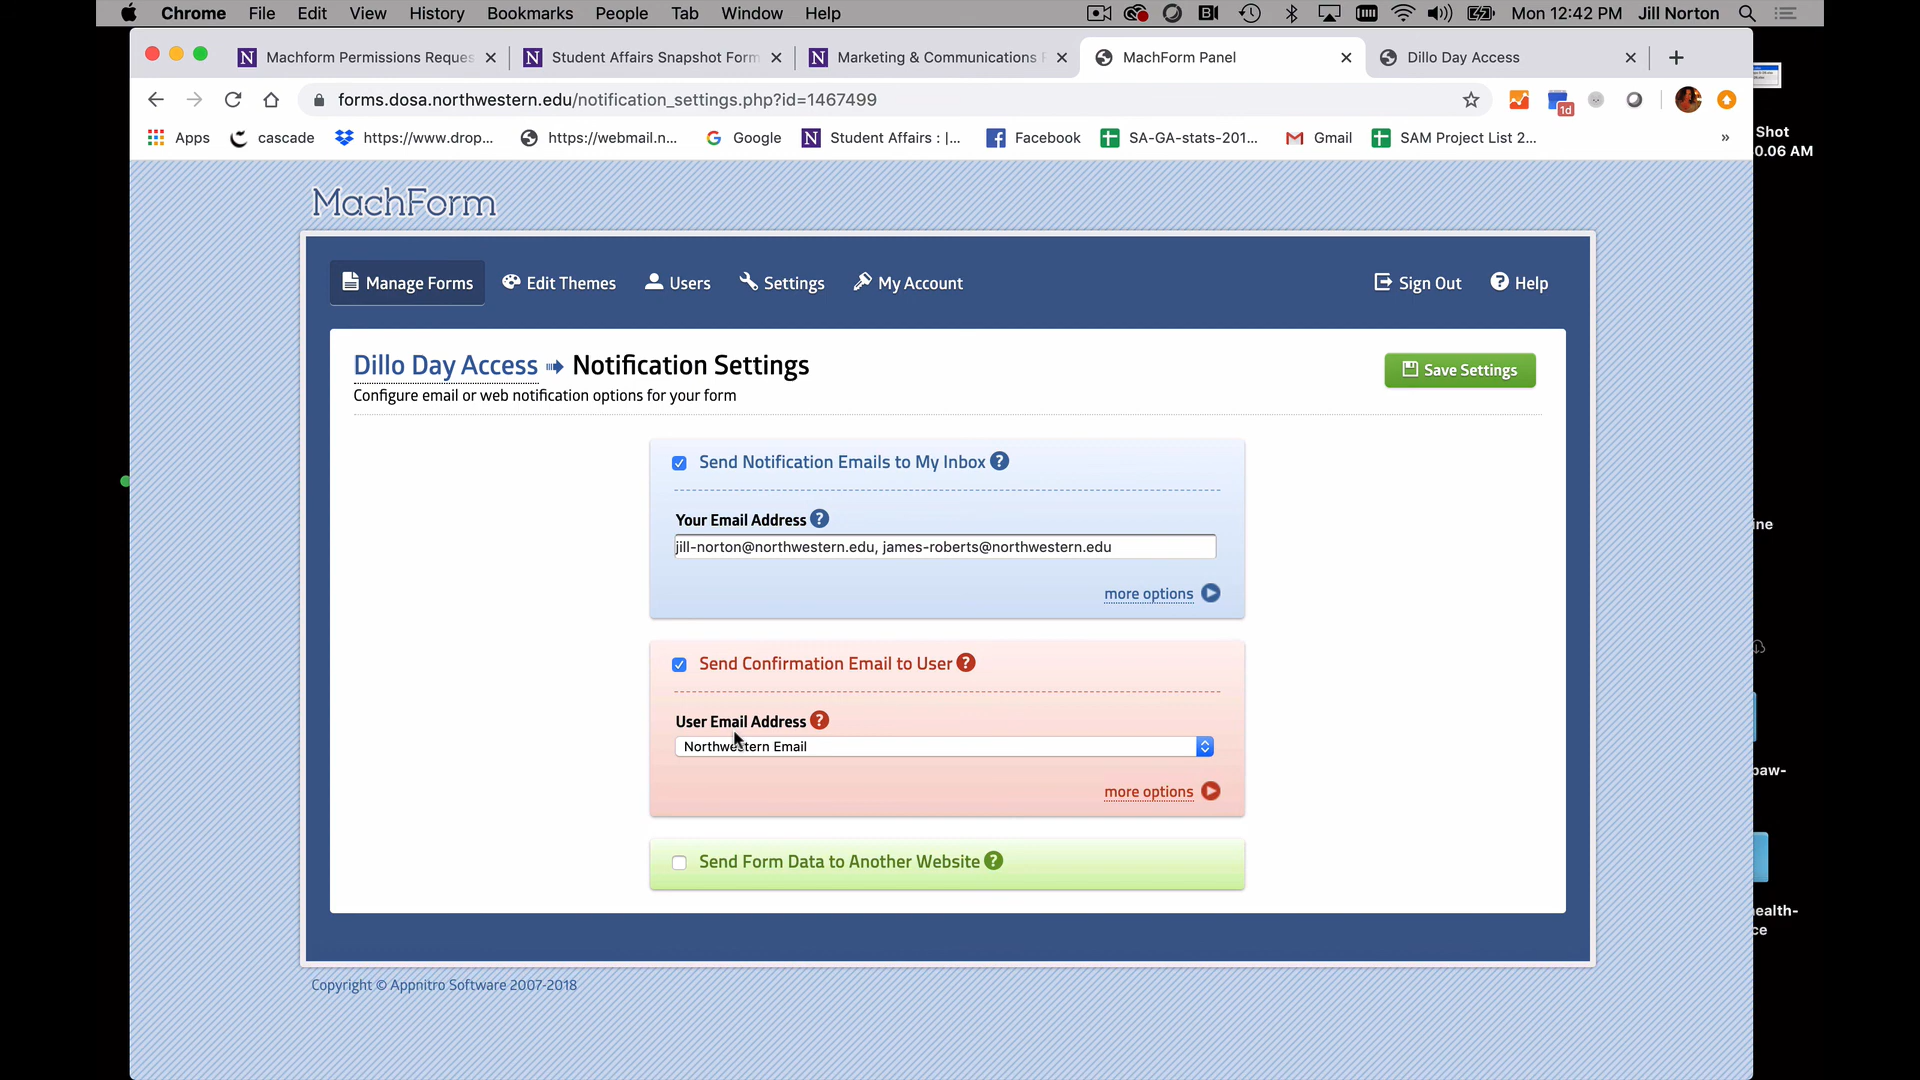 Chrome File Edit View History Bookmarks People Tab Window Help Mon 12:42 PM Jill Norton
Machform Permissions Reques Student Affairs Snapshot Form Marketing & Communications MachForm Panel Dillo Day Access
forms.dosa.northwestern.edu/notification_settings.php?id=1467499
1d
Apps cascade https://www.drop... https://webmail.n... Google Student Affairs : |... Facebook SA-GA-stats-201... Gmail SAM Project List 2... »
Shot
0.06 AM
MachForm
Manage Forms Edit Themes Users Settings My Account Sign Out Help
Dillo Day Access Notification Settings
Save Settings
Configure email or web notification options for your form
Send Notification Emails to My Inbox
Your Email Address
jill-norton@northwestern.edu, james-roberts@northwestern.edu
ine
more options
Send Confirmation Email to User
User Email Address
Northwestern Email
paw-
more options
Send Form Data to Another Website
ealth-
ce
Copyright © Appnitro Software 2007-2018